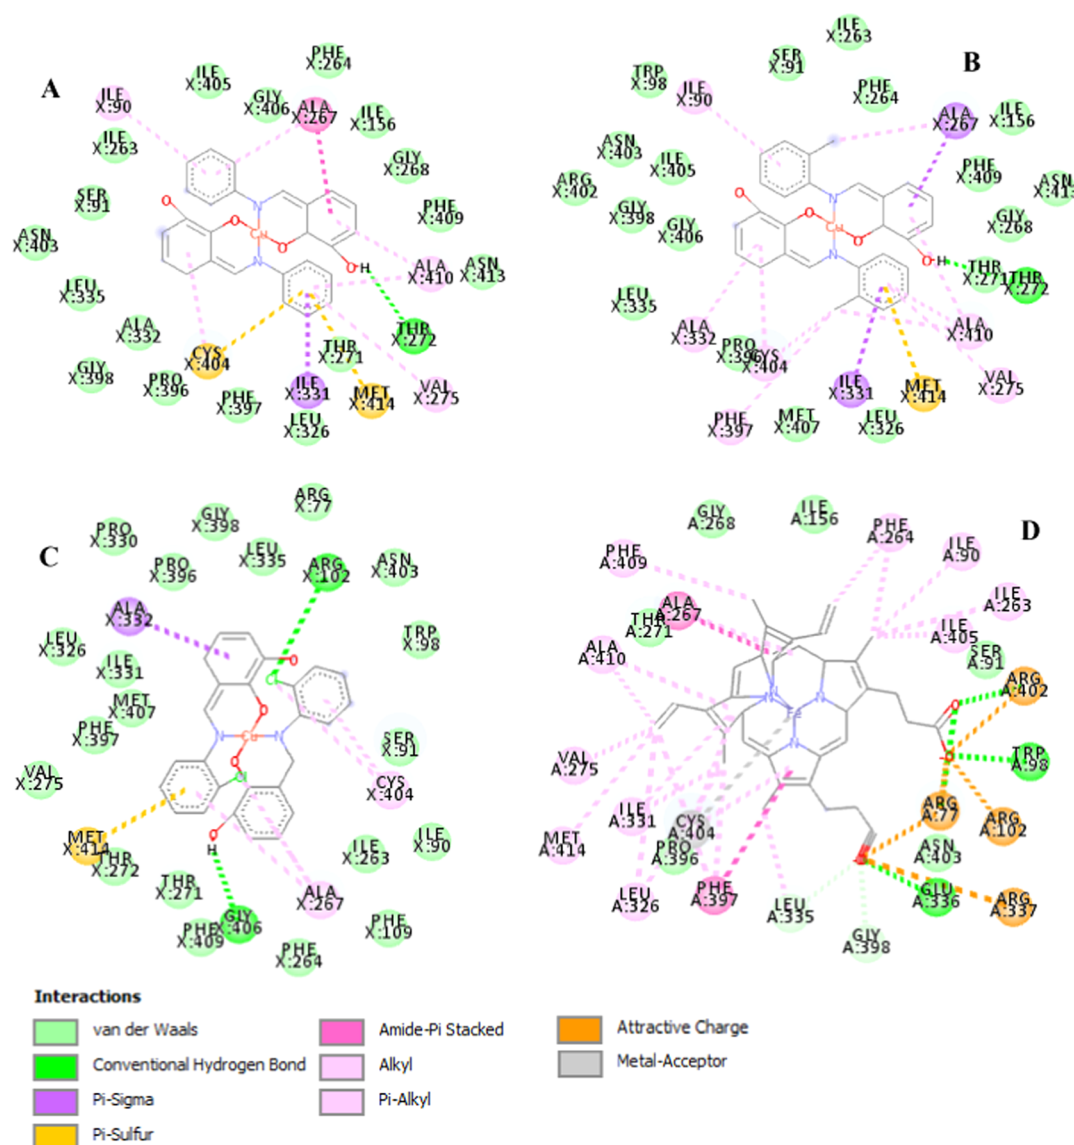 A
PHE
X:264
ILE
X:405
GLY
X:406
ILE
X:90
ALA
X:267
ILE
X:156
ILE
X:263
GLY
X:268
SER
X:91
PHE
X:409
ASN
X:403
ALA
X:410
ASN
X:413
LEU
X:335
ALA
X:332
THR
X:272
CYS
X:404
THR
X:271
GLY
X:398
PRO
X:396
PHE
X:397
ILE
X:331
MET
X:414
VAL
X:275
LEU
X:326
O
O
N
Cu
O
N
O
H
B
ILE
X:263
SER
X:91
TRP
X:98
ILE
X:90
PHE
X:264
ALA
X:267
ILE
X:156
ASN
X:403
ILE
X:405
PHE
X:409
ARG
X:402
ASN
X:413
GLY
X:398
GLY
X:406
GLY
X:268
THR
X:271
THR
X:272
LEU
X:335
ALA
X:332
PRO
X:396
CYS
X:404
ALA
X:410
ILE
X:331
MET
X:414
VAL
X:275
PHE
X:397
MET
X:407
LEU
X:326
O
O
N
Cu
O
N
O
H
C
ARG
X:77
GLY
X:398
PRO
X:330
LEU
X:335
PRO
X:396
ARG
X:102
ASN
X:403
ALA
X:332
TRP
X:98
LEU
X:326
ILE
X:331
MET
X:407
PHE
X:397
SER
X:91
VAL
X:275
CYS
X:404
MET
X:414
THR
X:272
ILE
X:263
ILE
X:90
THR
X:271
ALA
X:267
PHE
X:409
GLY
X:406
PHE
X:109
PHE
X:264
O
Cl
O
N
Cu
N
O
Cl
O
H
D
GLY
A:268
ILE
A:156
PHE
A:264
ILE
A:90
PHE
A:409
ALA
A:267
THR
A:271
ILE
A:263
ILE
A:405
ALA
A:410
SER
A:91
ARG
A:402
TRP
A:98
VAL
A:275
ILE
A:331
CYS
A:404
ARG
A:77
ARG
A:102
MET
A:414
PRO
A:396
ASN
A:403
LEU
A:326
PHE
A:397
LEU
A:335
GLU
A:336
ARG
A:337
GLY
A:398
N
N
N
Fe
N
O
Interactions
van der Waals
Conventional Hydrogen Bond
Pi-Sigma
Pi-Sulfur
Amide-Pi Stacked
Alkyl
Pi-Alkyl
Attractive Charge
Metal-Acceptor